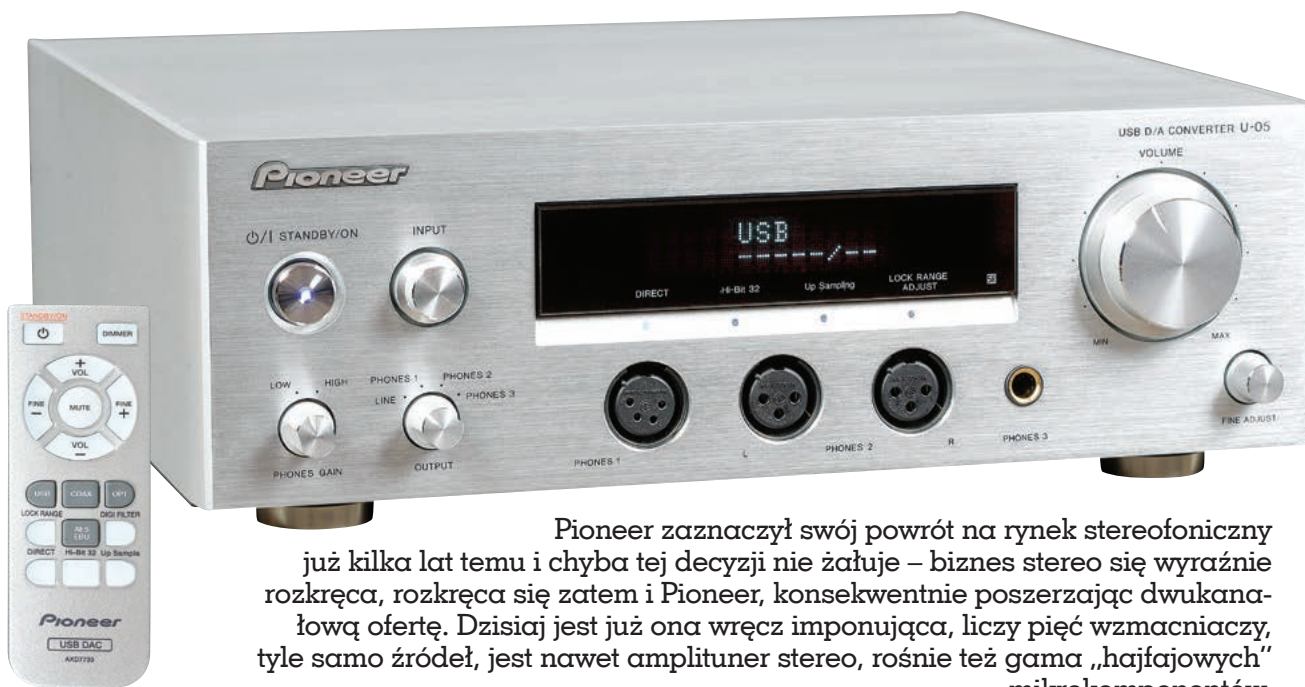 USB D/A CONVERTER U-05
VOLUME
Pioneer
⏻/I STANDBY/ON
INPUT
USB
------/--
DIRECT
Hi-Bit 32
Up Sampling
LOCK RANGE
ADJUST
MIN
MAX
LOW
HIGH
PHONES GAIN
PHONES 1
PHONES 2
LINE
PHONES 3
OUTPUT
PHONES 1
L
PHONES 2
R
PHONES 3
FINE ADJUST
STANDBY/ON
DIMMER
+
VOL
FINE
–
MUTE
FINE
+
VOL
–
USB
COAX
OPT
LOCK RANGE
AES
EBU
DIGI FILTER
DIRECT
Hi-Bit 32
Up Sample
Pioneer
USB DAC
AXD7735
Pioneer zaznaczył swój powrót na rynek stereofoniczny
już kilka lat temu i chyba tej decyzji nie żałuje – biznes stereo się wyraźnie
rozkręca, rozkręca się zatem i Pioneer, konsekwentnie poszerzając dwukana-
łową ofertę. Dzisiaj jest już ona wręcz imponująca, liczy pięć wzmacniaczy,
tyle samo źródeł, jest nawet amplituner stereo, rośnie też gama „hajfajowych”